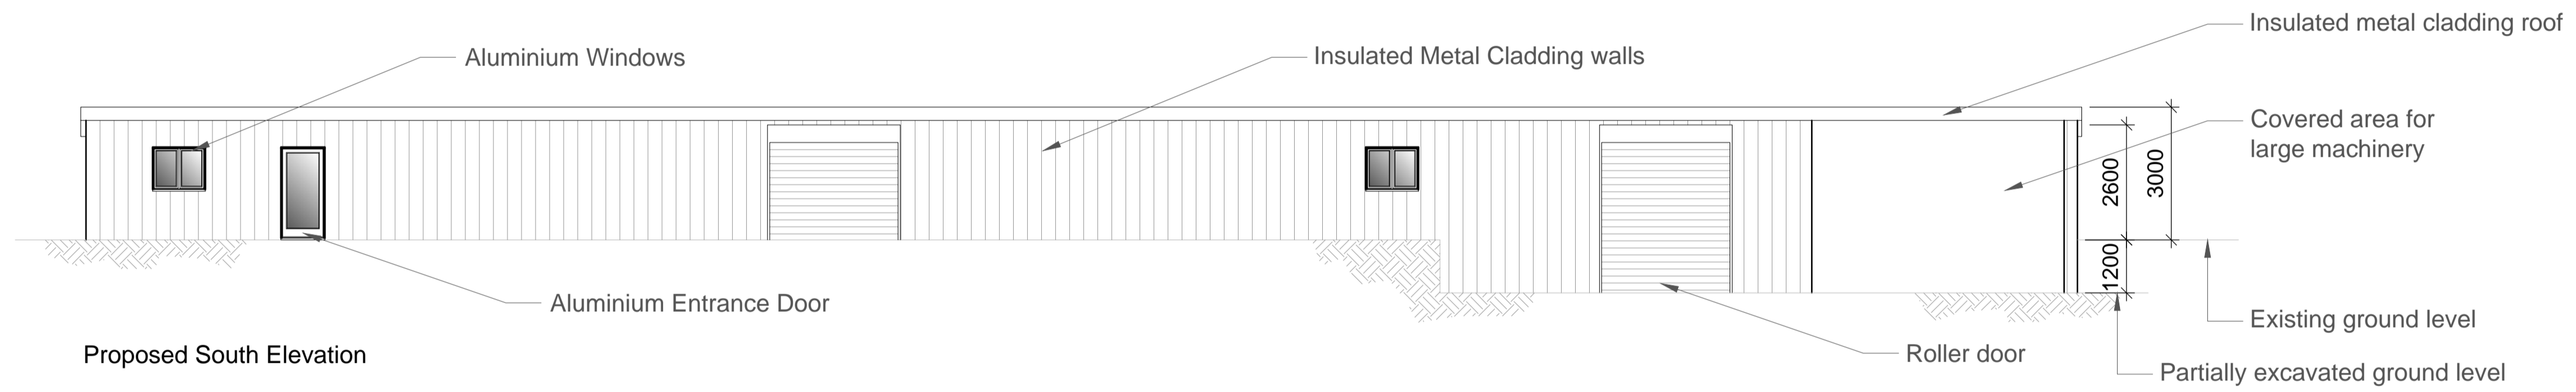 Insulated metal cladding roof
Aluminium Windows
Insulated Metal Cladding walls
Covered area for
large machinery
2600
3000
1200
Aluminium Entrance Door
Existing ground level
Proposed South Elevation
Roller door
Partially excavated ground level